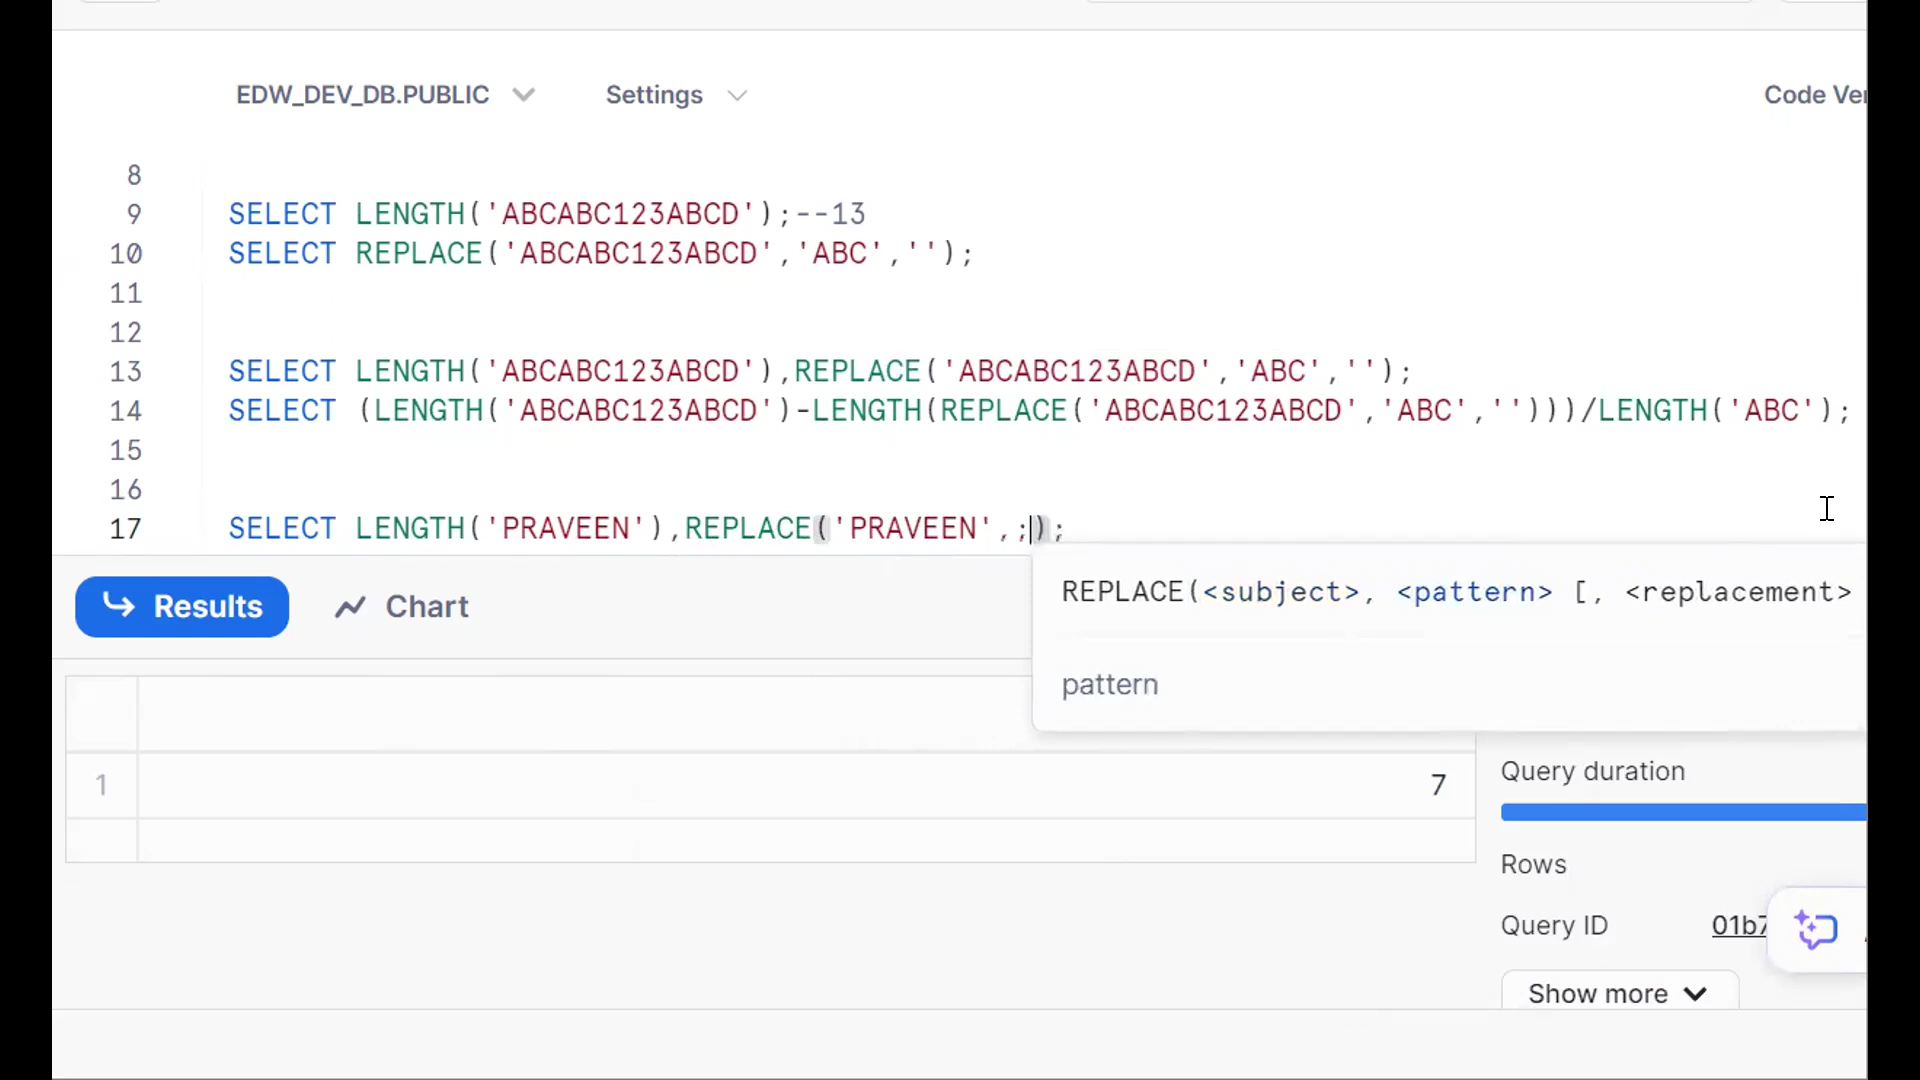 EDW_DEV_DB.PUBLIC Settings Code Ver
8
9 SELECT LENGTH('ABCABC123ABCD');--13
10 SELECT REPLACE('ABCABC123ABCD','ABC','');
11
12
13 SELECT LENGTH('ABCABC123ABCD'),REPLACE('ABCABC123ABCD','ABC','');
14 SELECT (LENGTH('ABCABC123ABCD')-LENGTH(REPLACE('ABCABC123ABCD','ABC','')))/LENGTH('ABC');
15
16
17 SELECT LENGTH('PRAVEEN'),REPLACE('PRAVEEN',;);
Results Chart
REPLACE(<subject>, <pattern> [, <replacement>
pattern
1 7
Query duration
Rows
Query ID 01b7
Show more